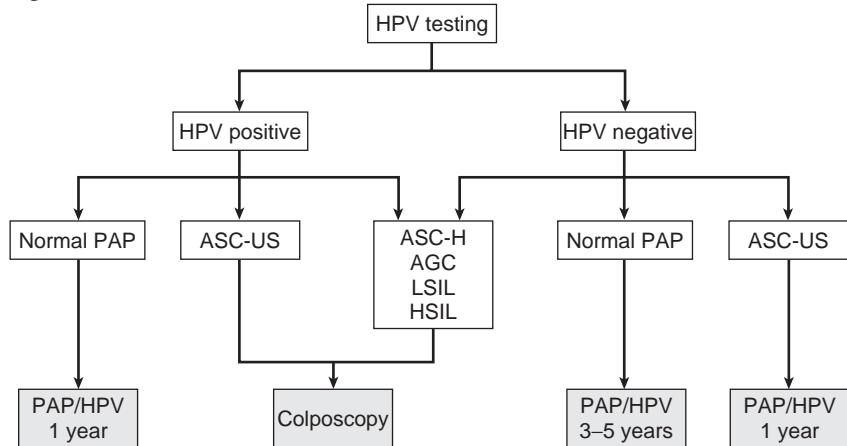 HPV testing
HPV positive
HPV negative
Normal PAP
ASC-US
ASC-H
AGC
LSIL
HSIL
Normal PAP
ASC-US
PAP/HPV
1 year
Colposcopy
PAP/HPV
3–5 years
PAP/HPV
1 year